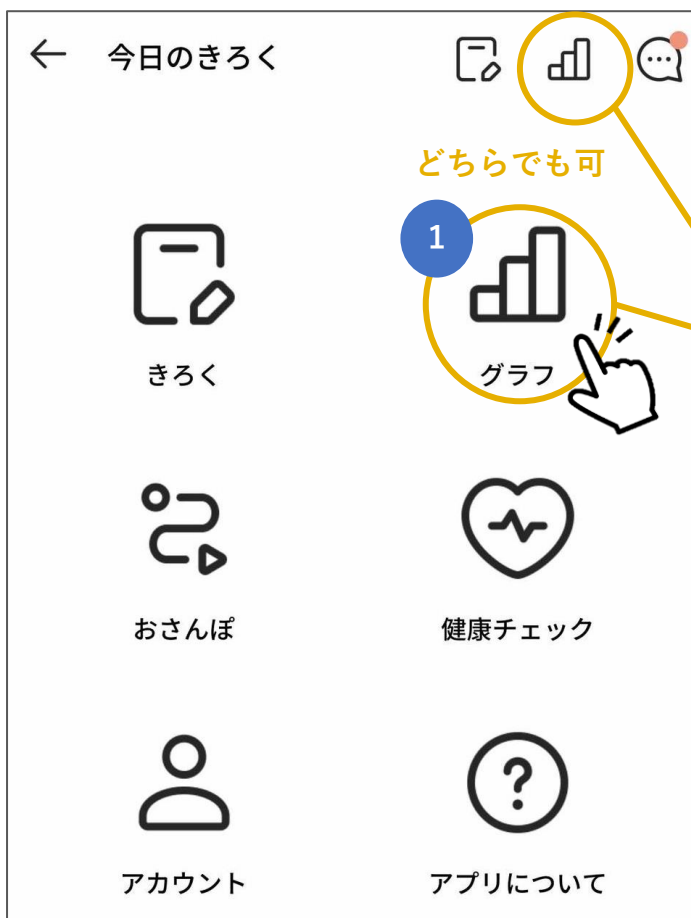 今日のきろく
どちらでも可
1
きろく
グラフ
おさんぽ
健康チェック
アカウント
アプリについて